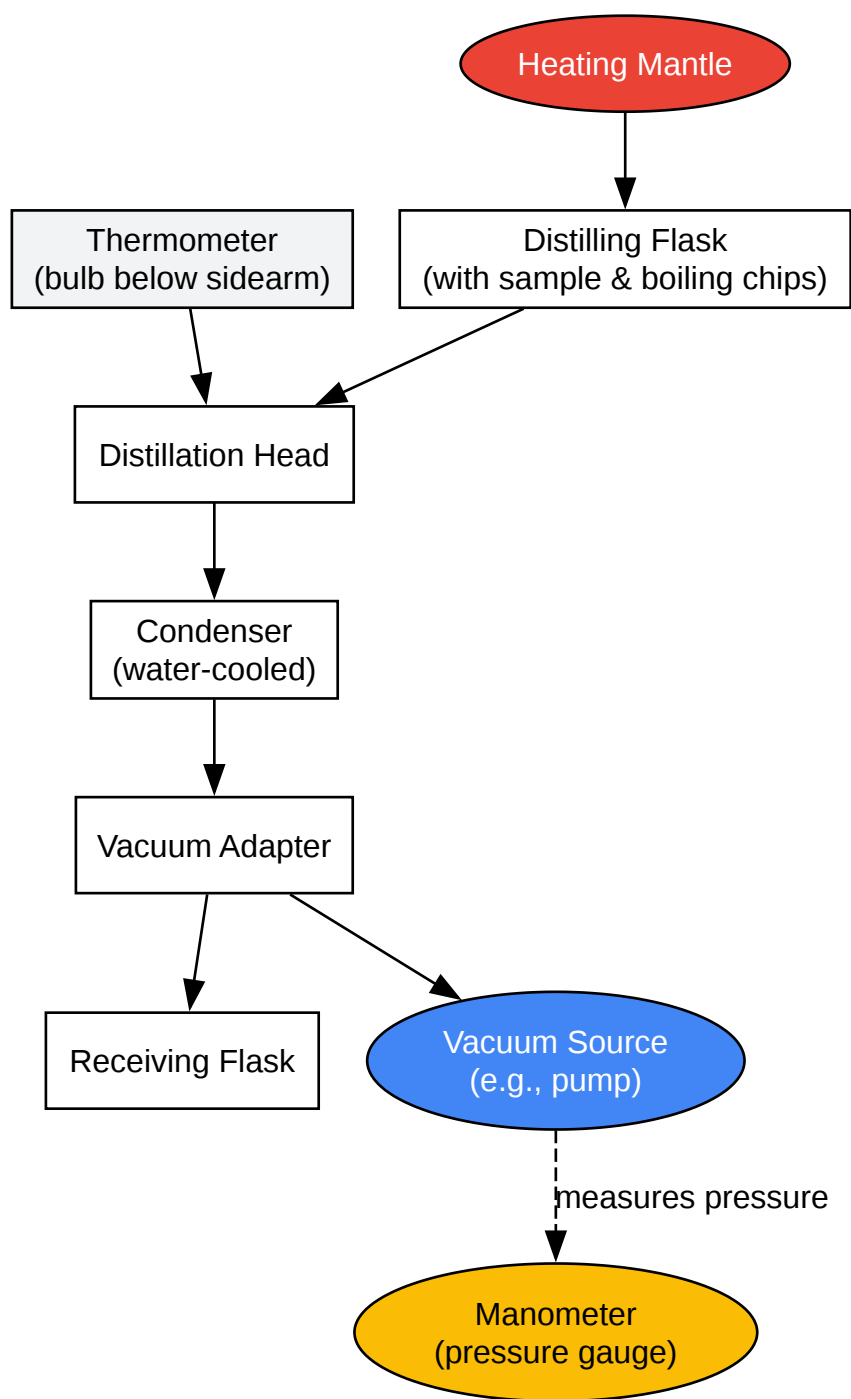 Heating Mantle
Thermometer
(bulb below sidearm)
Distilling Flask
(with sample & boiling chips)
Distillation Head
Condenser
(water-cooled)
Vacuum Adapter
Receiving Flask
Vacuum Source
(e.g., pump)
measures pressure
Manometer
(pressure gauge)